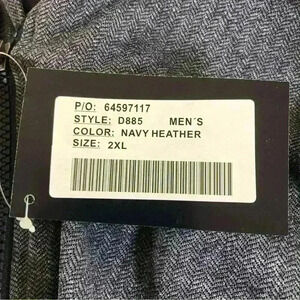 P/O: 64597117
STYLE: D885 MEN´S
COLOR: NAVY HEATHER
SIZE: 2XL